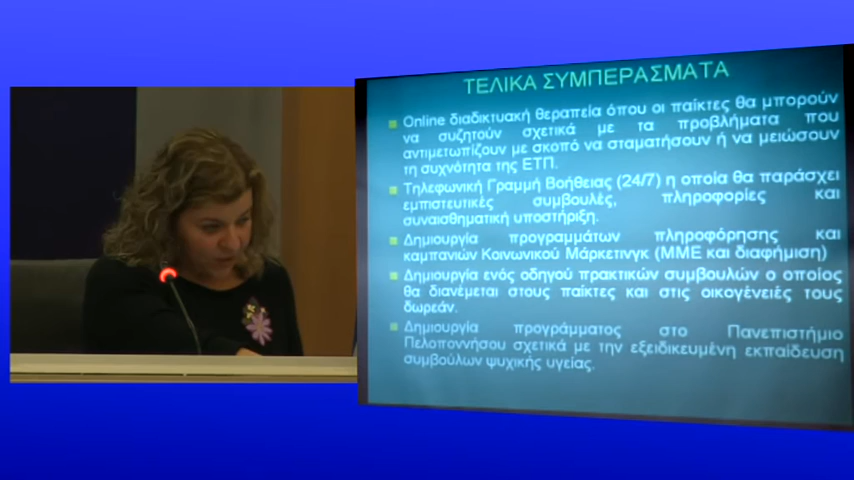 ΤΕΛΙΚΑ ΣΥΜΠΕΡΑΣΜΑΤΑ
Online διαδικτυακή θεραπεία όπου οι παίκτες θα μπορούν
να συζητούν σχετικά με τα προβλήματα που
αντιμετωπίζουν με σκοπό να σταματήσουν ή να μειώσουν
τη συχνότητα της ΕΤΠ.
Τηλεφωνική Γραμμή Βοήθειας (24/7) η οποία θα παράσχει
εμπιστευτικές συμβουλές, πληροφορίες και
συναισθηματική υποστήριξη.
Δημιουργία προγραμμάτων πληροφόρησης και
καμπανιών Κοινωνικού Μάρκετινγκ (ΜΜΕ και διαφήμιση)
Δημιουργία ενός οδηγού πρακτικών συμβουλών ο οποίος
θα διανέμεται στους παίκτες και στις οικογένειές τους
δωρεάν.
Δημιουργία προγράμματος στο Πανεπιστήμιο
Πελοποννήσου σχετικά με την εξειδικευμένη εκπαίδευση
συμβούλων ψυχικής υγείας.